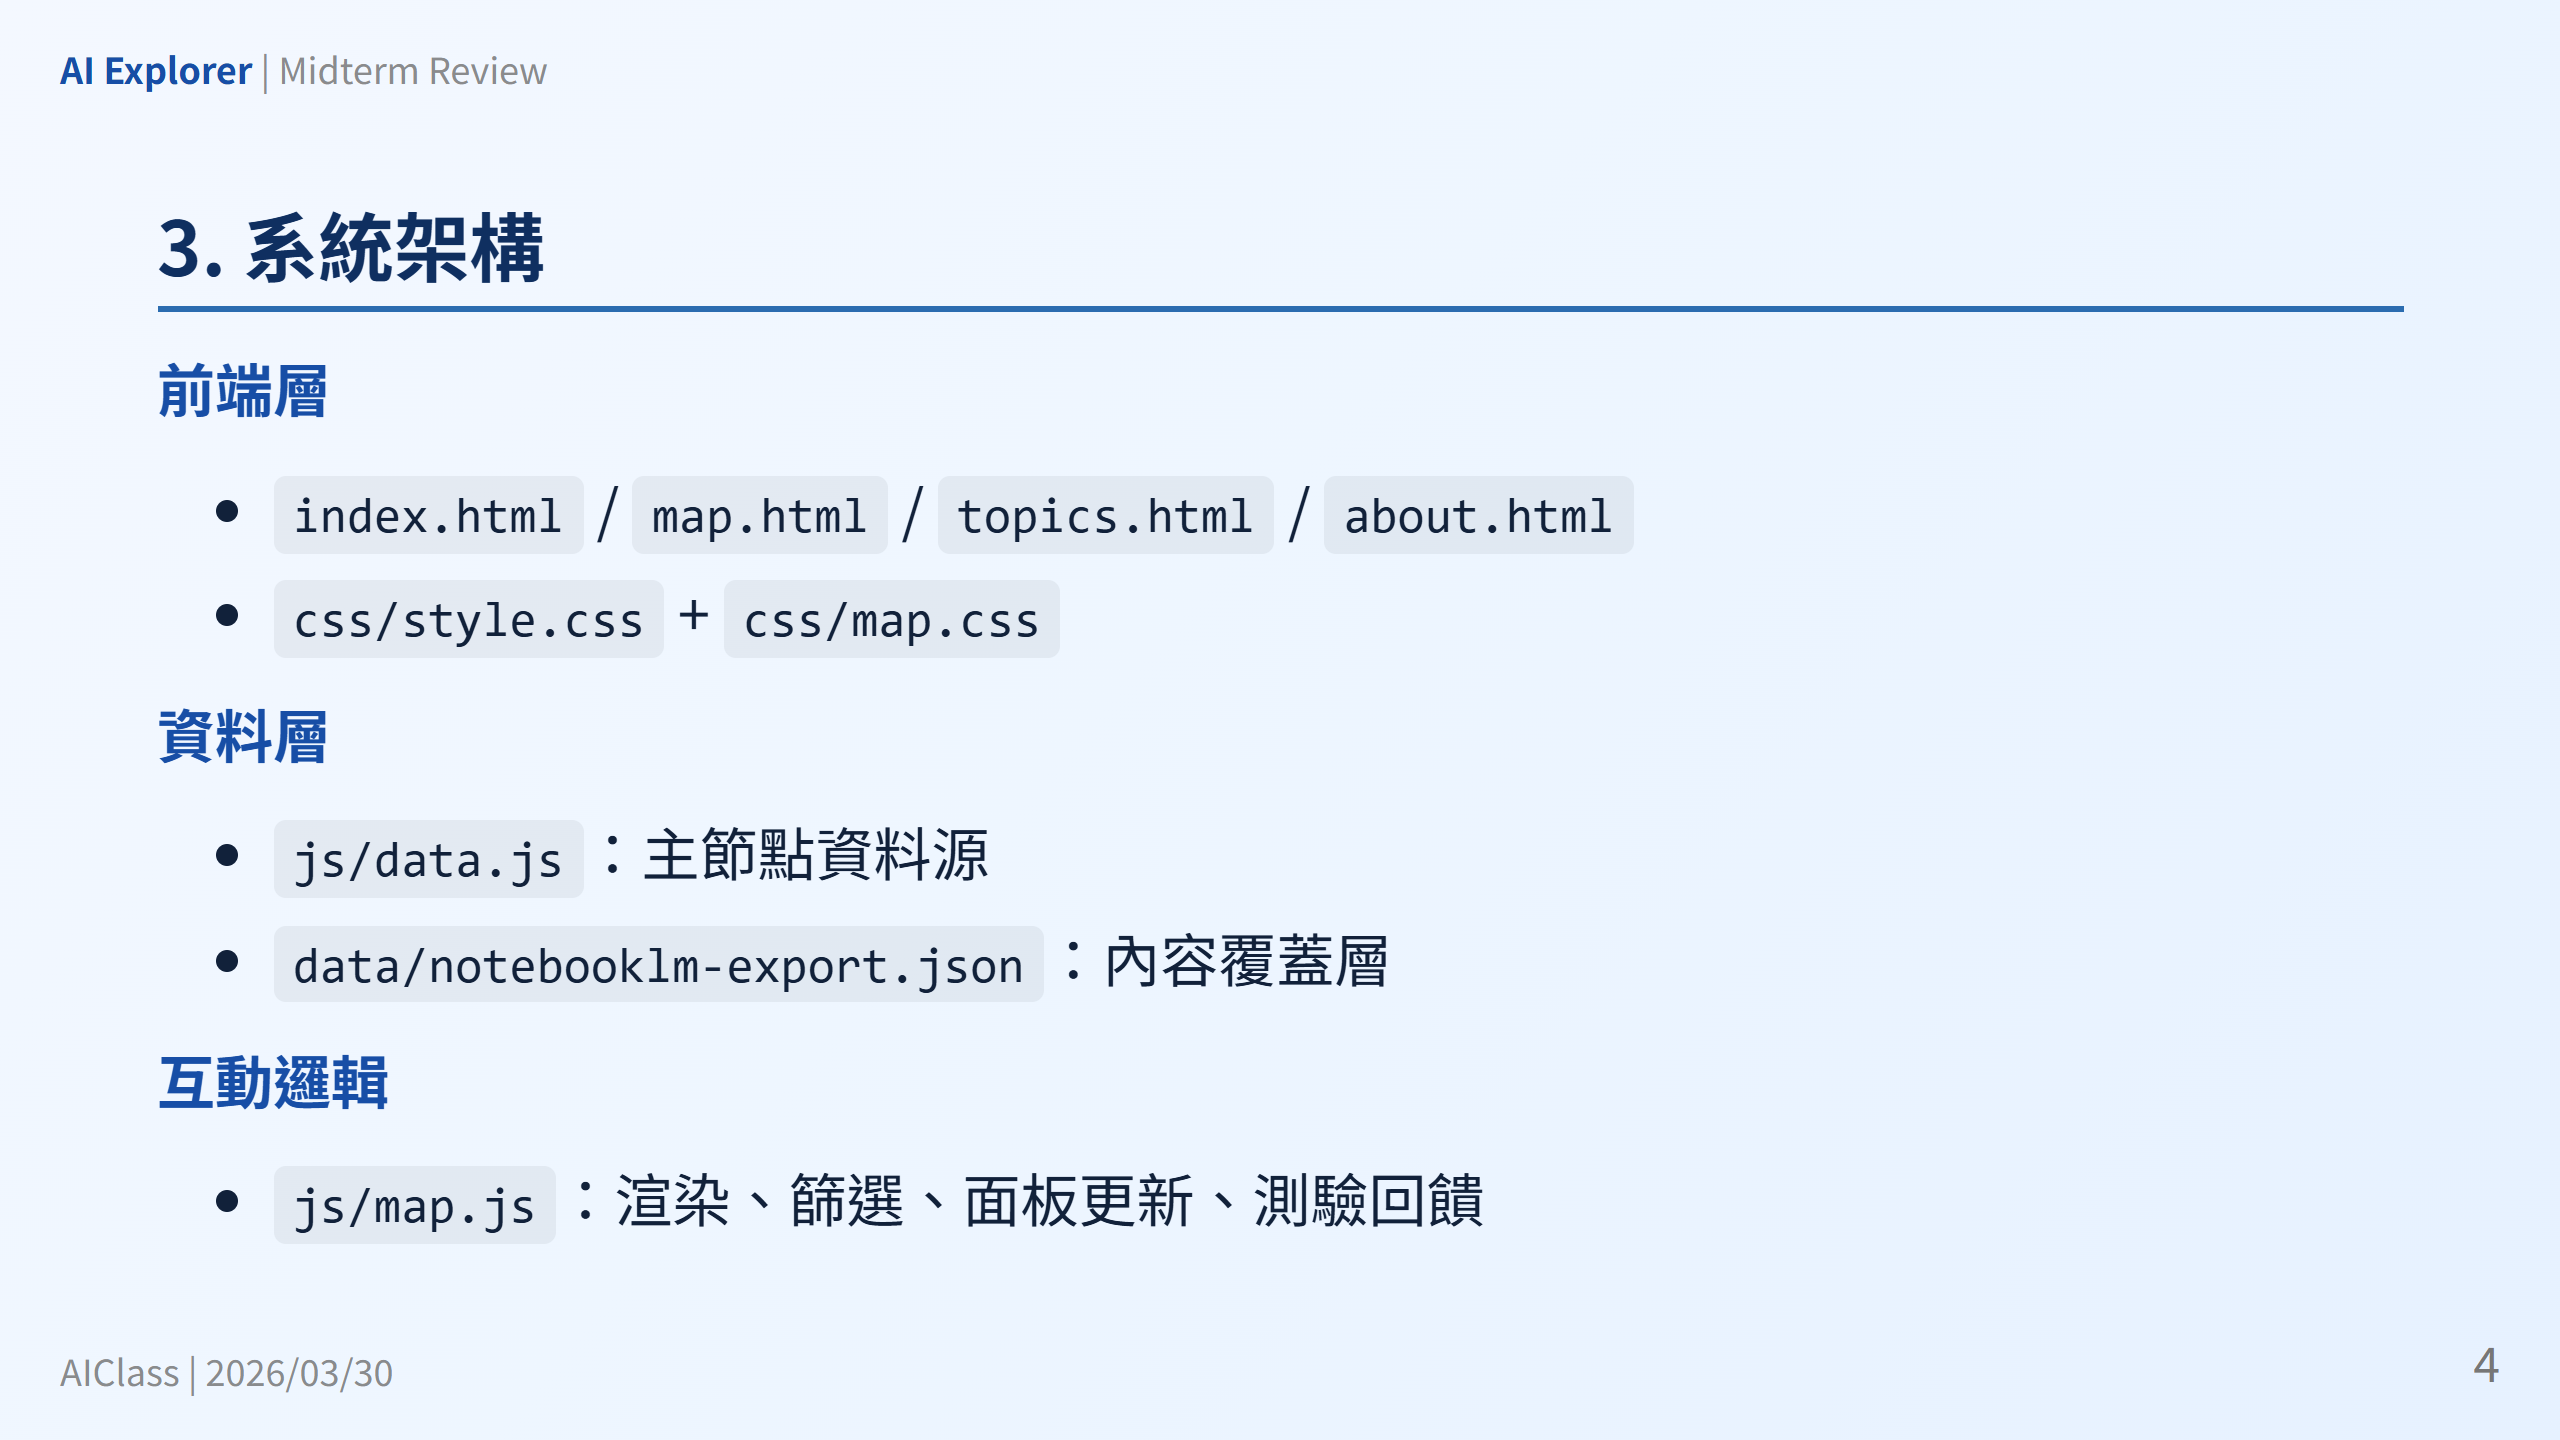 AI Explorer | Midterm Review
3. 系統架構
前端層
index.html / map.html / topics.html / about.html
css/style.css + css/map.css
資料層
js/data.js：主節點資料源
data/notebooklm-export.json：內容覆蓋層
互動邏輯
js/map.js：渲染、篩選、面板更新、測驗回饋
AIClass | 2026/03/30
4